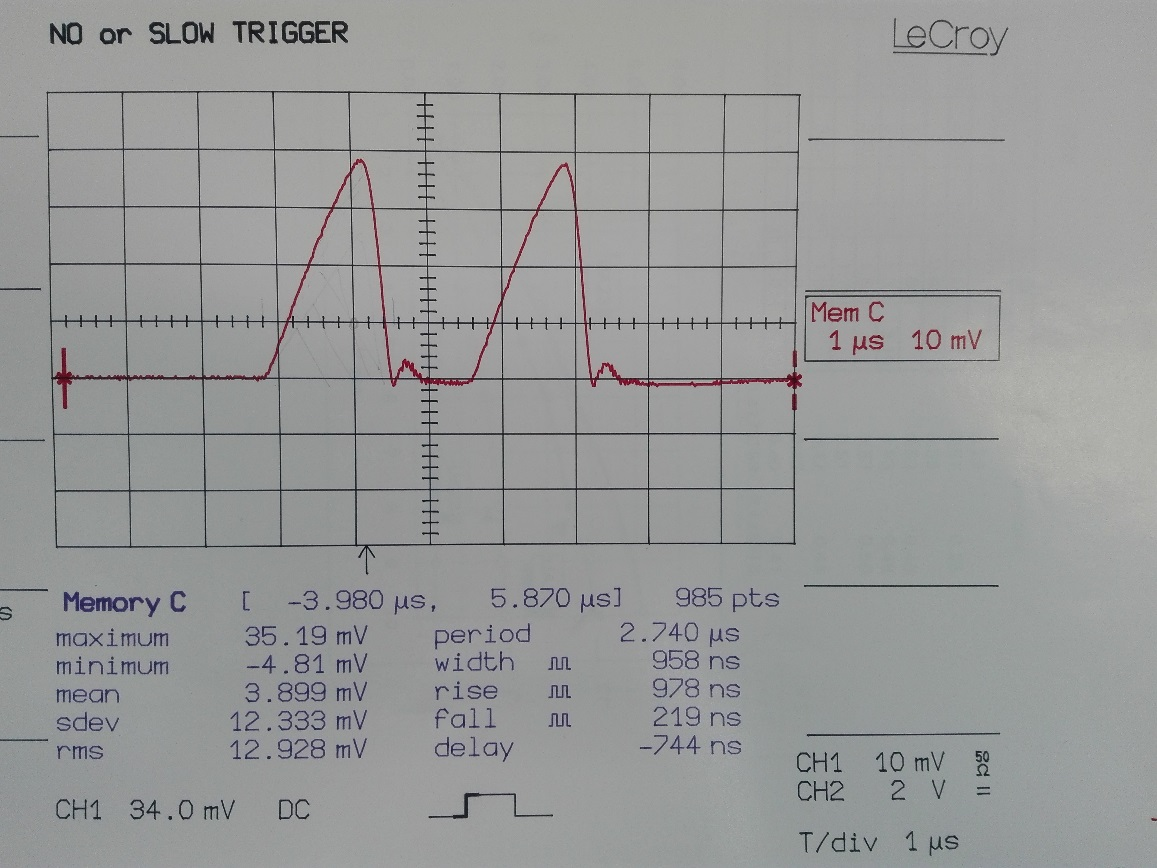 NO or SLOW TRIGGER
LeCroy
Mem C
1 µs 10 mV
Memory C [ -3.980 µs, 5.870 µs] 985 pts
s
maximum 35.19 mV period 2.740 µs
minimum -4.81 mV width 958 ns
mean 3.899 mV rise 978 ns
sdev 12.333 mV fall 219 ns
rms 12.928 mV delay -744 ns
CH1 10 mV 50 Ω
CH2 2 V =
CH1 34.0 mV DC
T/div 1 µs